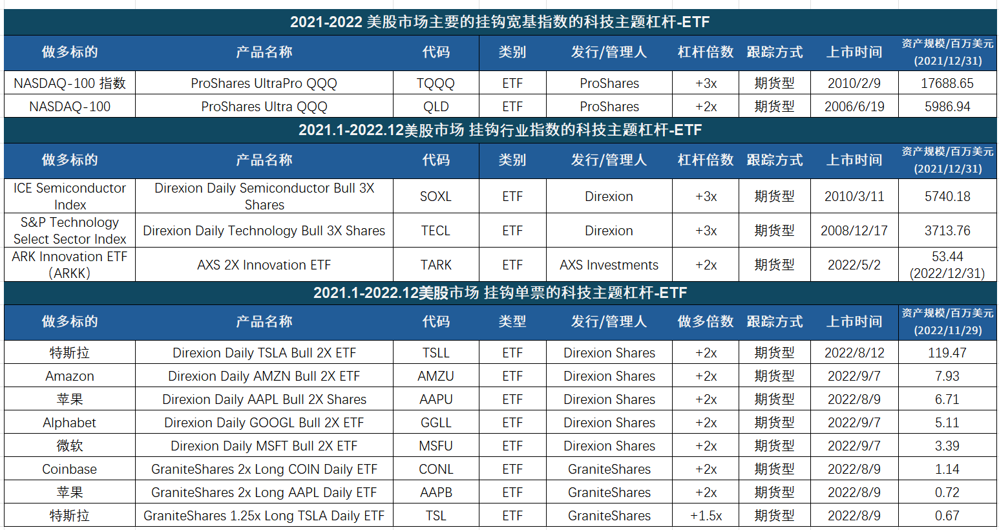 2021-2022 美股市场主要的挂钩宽基指数的科技主题杠杆-ETF
做多标的 产品名称 代码 类别 发行/管理人 杠杆倍数 跟踪方式 上市时间 资产规模/百万美元
(2021/12/31)
NASDAQ-100 指数 ProShares UltraPro QQQ TQQQ ETF ProShares +3x 期货型 2010/2/9 17688.65
NASDAQ-100 ProShares Ultra QQQ QLD ETF ProShares +2x 期货型 2006/6/19 5986.94
2021.1-2022.12美股市场 挂钩行业指数的科技主题杠杆-ETF
做多标的 产品名称 代码 类别 发行/管理人 杠杆倍数 跟踪方式 上市时间 资产规模/百万美元
(2021/12/31)
ICE Semiconductor
Index
Direxion Daily Semiconductor Bull 3X
Shares
SOXL ETF Direxion +3x 期货型 2010/3/11 5740.18
S&P Technology
Select Sector Index
Direxion Daily Technology Bull 3X Shares TECL ETF Direxion +3x 期货型 2008/12/17 3713.76
ARK Innovation ETF
（ARKK）
AXS 2X Innovation ETF TARK ETF AXS Investments +2x 期货型 2022/5/2 53.44
(2022/12/31)
2021.1-2022.12美股市场 挂钩单票的科技主题杠杆-ETF
做多标的 产品名称 代码 类型 发行/管理人 做多倍数 跟踪方式 上市时间 资产规模/百万美元
(2022/11/29)
特斯拉 Direxion Daily TSLA Bull 2X ETF TSLL ETF Direxion Shares +2x 期货型 2022/8/12 119.47
Amazon Direxion Daily AMZN Bull 2X ETF AMZU ETF Direxion Shares +2x 期货型 2022/9/7 7.93
苹果 Direxion Daily AAPL Bull 2X Shares AAPU ETF Direxion Shares +2x 期货型 2022/8/9 6.71
Alphabet Direxion Daily GOOGL Bull 2X ETF GGLL ETF Direxion Shares +2x 期货型 2022/9/7 5.11
微软 Direxion Daily MSFT Bull 2X ETF MSFU ETF Direxion Shares +2x 期货型 2022/9/7 3.39
Coinbase GraniteShares 2x Long COIN Daily ETF CONL ETF GraniteShares +2x 期货型 2022/8/9 1.14
苹果 GraniteShares 2x Long AAPL Daily ETF AAPB ETF GraniteShares +2x 期货型 2022/8/9 0.72
特斯拉 GraniteShares 1.25x Long TSLA Daily ETF TSL ETF GraniteShares +1.5x 期货型 2022/8/9 0.67